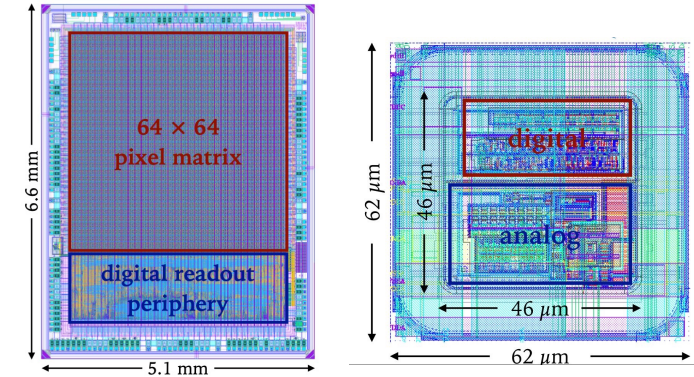 64 × 64
pixel matrix
digital readout
periphery
6.6 mm
5.1 mm
digital
analog
62 μm
46 μm
46 μm
62 μm